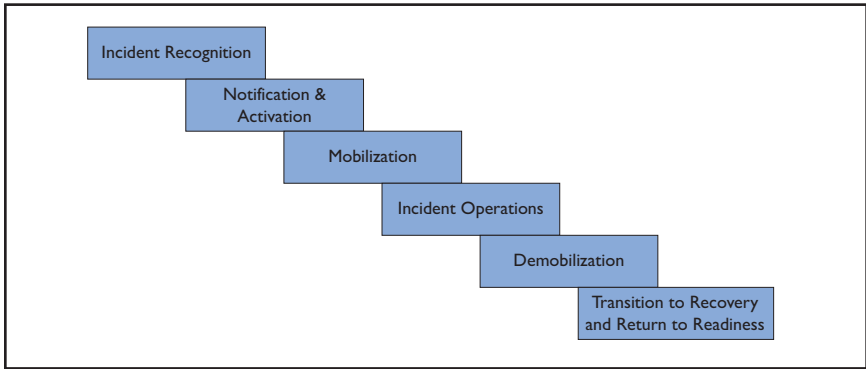 Incident Recognition
Notification &
Activation
Mobilization
Incident Operations
Demobilization
Transition to Recovery
and Return to Readiness